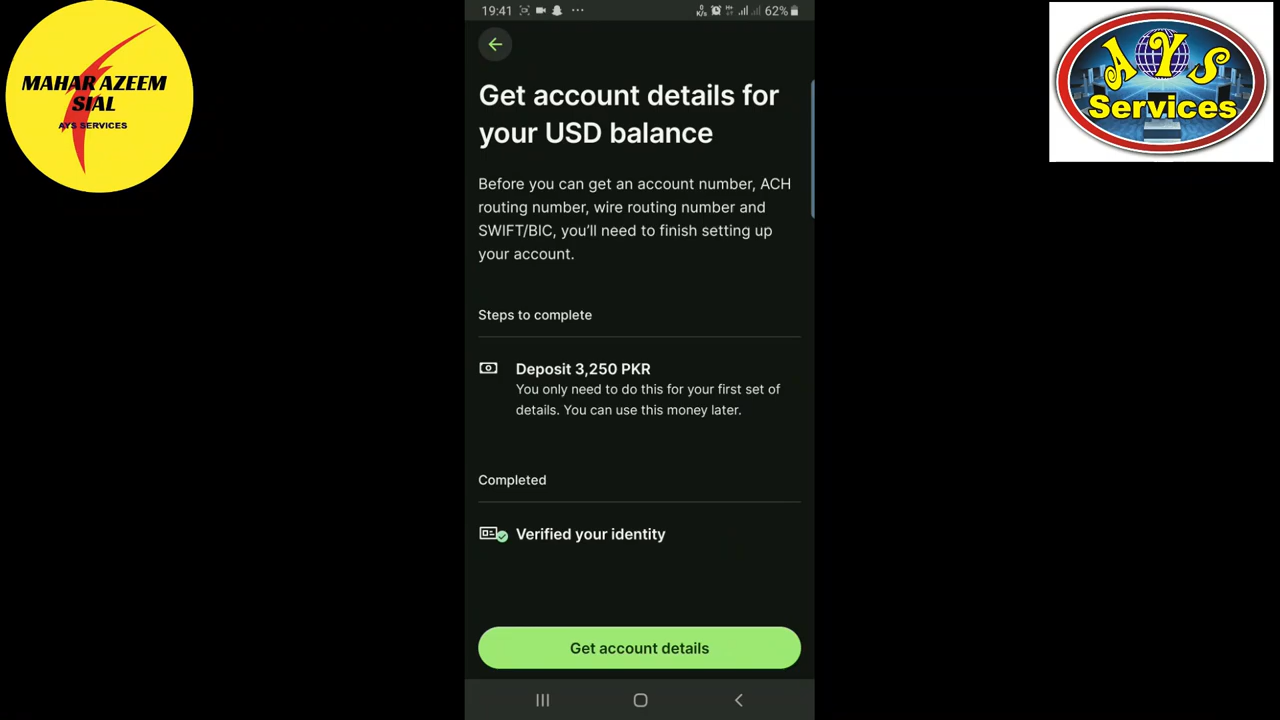 MAHAR AZEEM
SIAL
AYS SERVICES
AYS
Services
19:41
62%
Get account details for
your USD balance
Before you can get an account number, ACH
routing number, wire routing number and
SWIFT/BIC, you’ll need to finish setting up
your account.
Steps to complete
Deposit 3,250 PKR
You only need to do this for your first set of
details. You can use this money later.
Completed
Verified your identity
Get account details